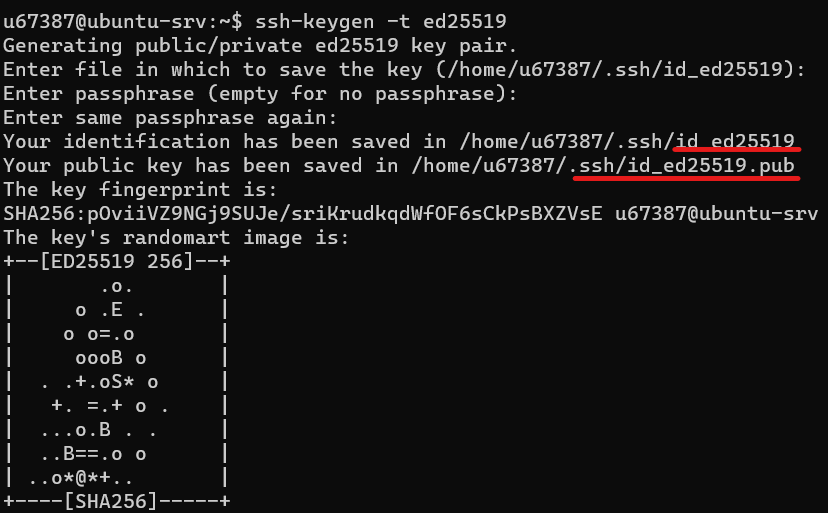 u67387@ubuntu-srv:~$ ssh-keygen -t ed25519
Generating public/private ed25519 key pair.
Enter file in which to save the key (/home/u67387/.ssh/id_ed25519):
Enter passphrase (empty for no passphrase):
Enter same passphrase again:
Your identification has been saved in /home/u67387/.ssh/id_ed25519
Your public key has been saved in /home/u67387/.ssh/id_ed25519.pub
The key fingerprint is:
SHA256:pOviiVZ9NGj9SUJe/sriKrudkqdWfOF6sCkPsBXZVsE u67387@ubuntu-srv
The key's randomart image is:
+--[ED25519 256]--+
|       .o.       |
|     o .E .      |
|    o o=.o       |
|     oooB o      |
|  . .+.oS* o     |
|   +. =.+ o .    |
|  ...o.B . .     |
|  ..B==.o o      |
| ..o*@*+..       |
+----[SHA256]-----+